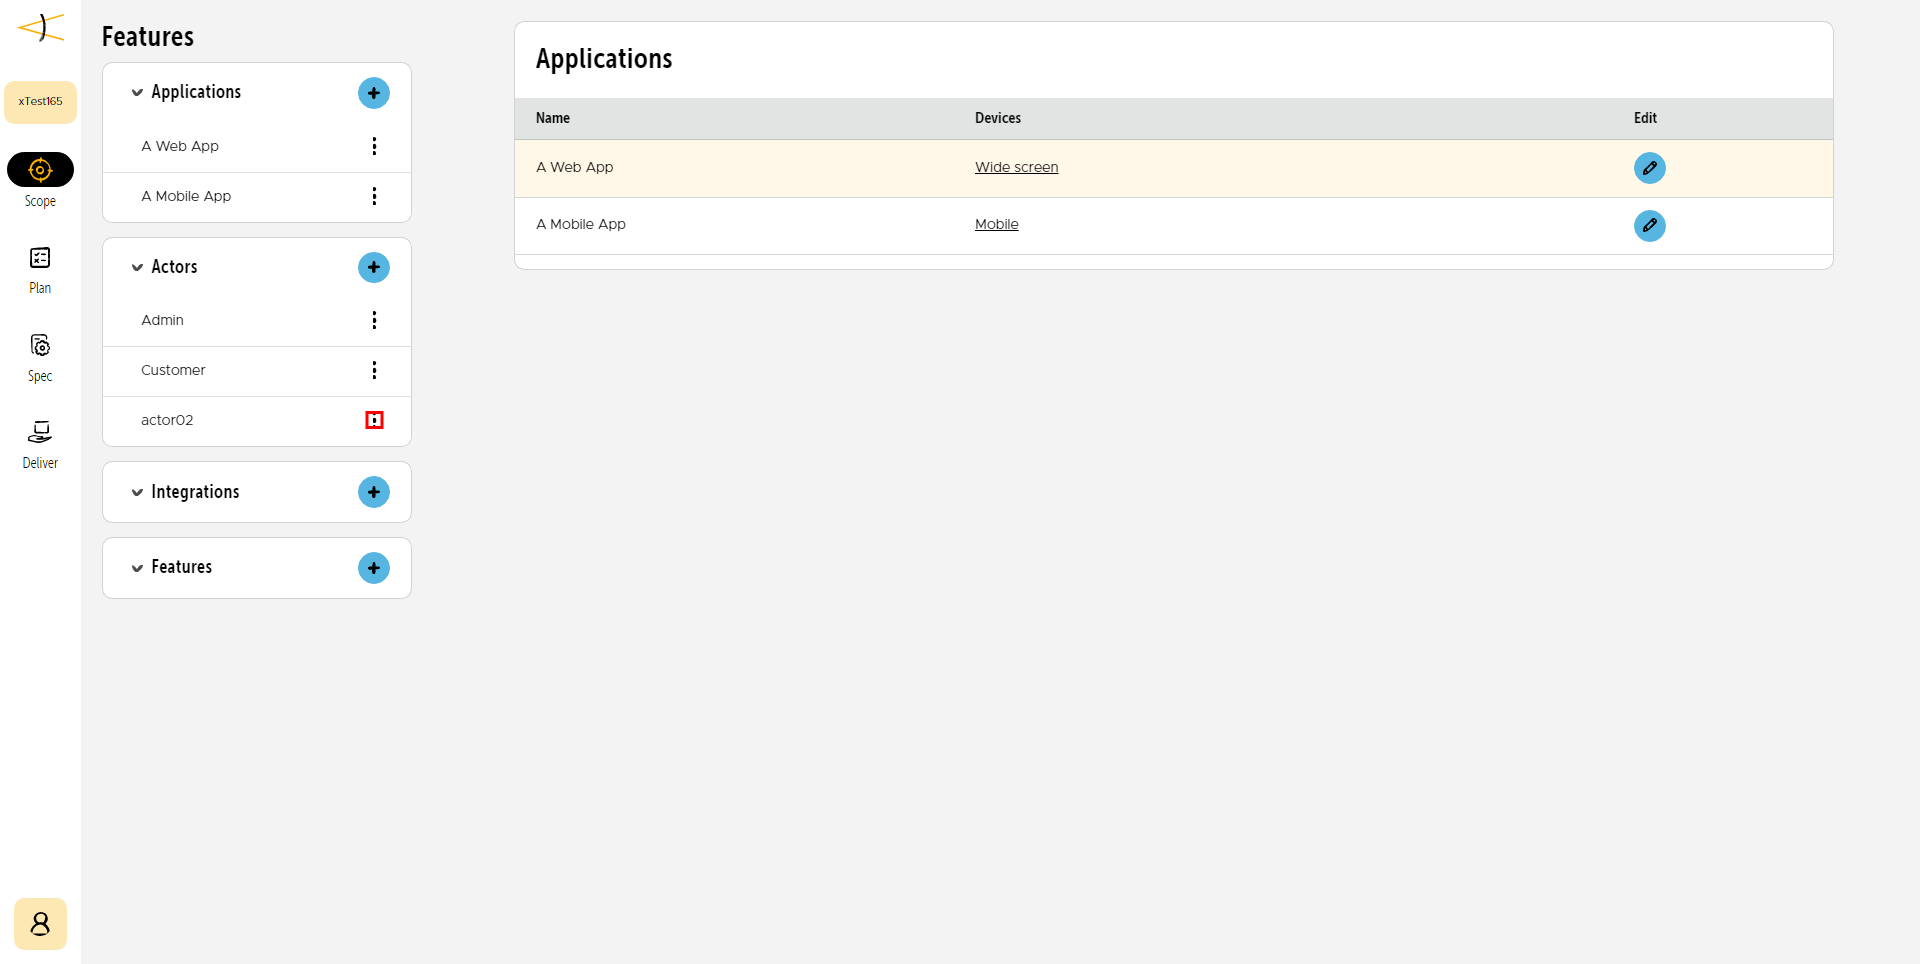 xTest165
Scope
Plan
Spec
Deliver
Features
Applications
A Web App
A Mobile App
Actors
Admin
Customer
actor02
Integrations
Features
Applications
Name Devices Edit
A Web App Wide screen
A Mobile App Mobile